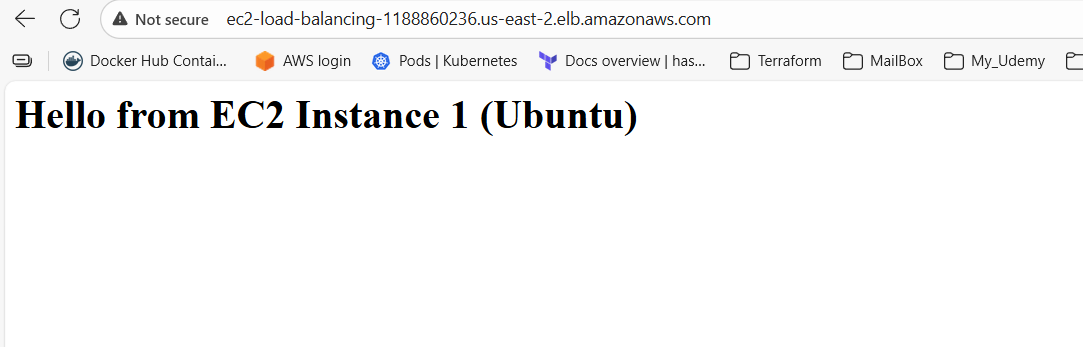 Not secure ec2-load-balancing-1188860236.us-east-2.elb.amazonaws.com
Docker Hub Contai... AWS login Pods | Kubernetes Docs overview | has... Terraform MailBox My_Udemy
Hello from EC2 Instance 1 (Ubuntu)